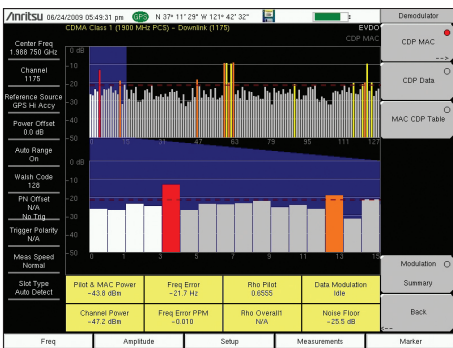 Anritsu 06/24/2009 05:49:31 pm GPS N 37° 11' 29" W 121° 42' 32"
Demodulator
CDMA Class 1 (1900 MHz PCS) - Downlink (1175)
EVDO
CDP MAC
Center Freq
1.988 750 GHz
Channel
1175
Reference Source
GPS Hi Accy
Power Offset
0.0 dB
Auto Range
On
Walsh Code
128
PN Offset
N/A
No Trig
Trigger Polarity
N/A
Meas Speed
Normal
Slot Type
Auto Detect
0 dB
-10
-20
-30
-40
-50
0 15 31 47 63 79 95 111 127
0 dB
-10
-20
-30
-40
-50
0 1 3 5 7 9 11 13 15
Pilot & MAC Power
-43.8 dBm
Freq Error
-21.7 Hz
Rho Pilot
0.6555
Data Modulation
Idle
Channel Power
-47.2 dBm
Freq Error PPM
-0.010
Rho Overall1
N/A
Noise Floor
-25.5 dB
CDP MAC
-->
CDP Data
MAC CDP Table
Modulation
Summary
Back
<--
Freq Amplitude Setup Measurements Marker